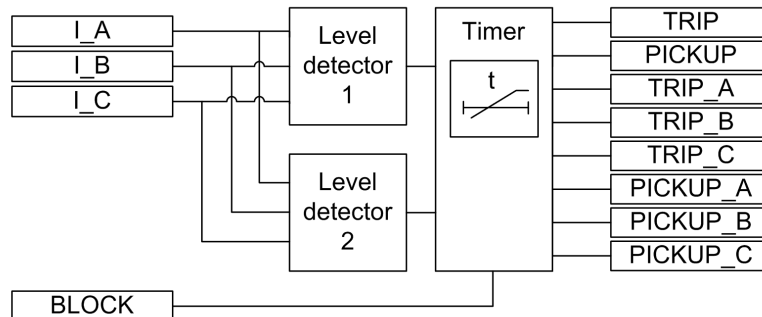 I_A
I_B
I_C
BLOCK
Level
detector
1
Level
detector
2
Timer
t
TRIP
PICKUP
TRIP_A
TRIP_B
TRIP_C
PICKUP_A
PICKUP_B
PICKUP_C